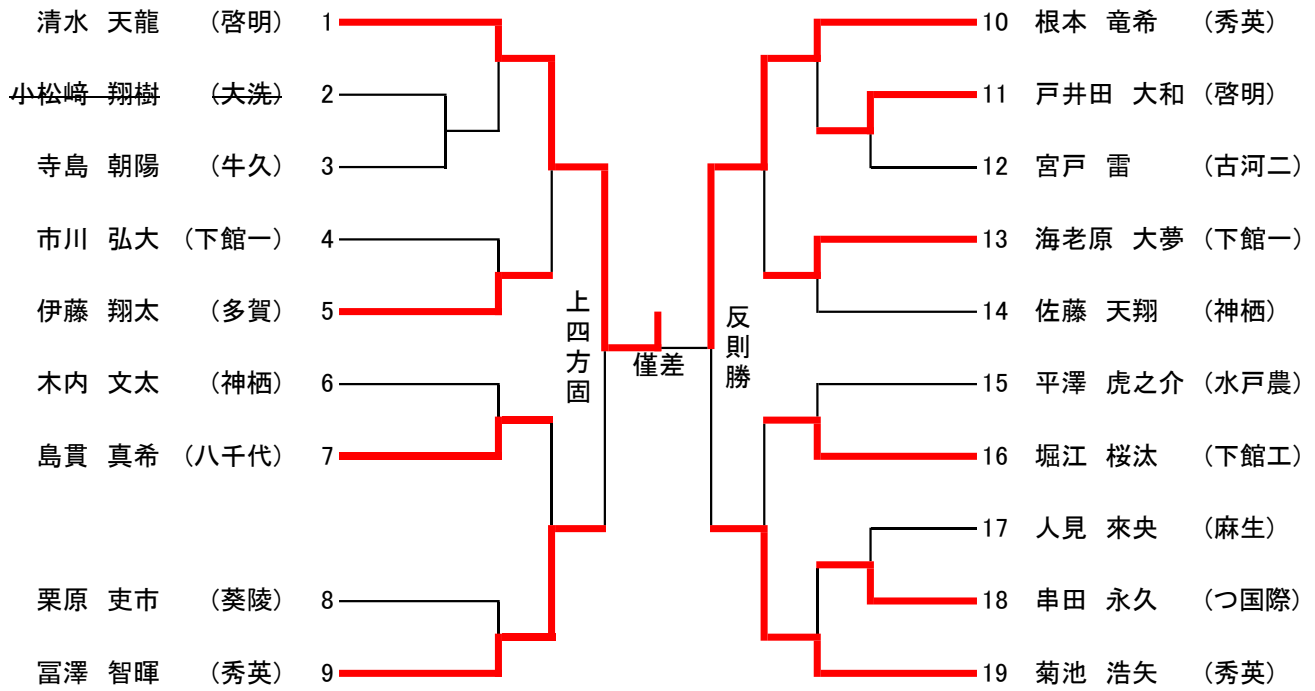 清水 天龍 (啓明) 1
小松﨑 翔樹 (大洗) 2
寺島 朝陽 (牛久) 3
市川 弘大 (下館一) 4
伊藤 翔太 (多賀) 5
木内 文太 (神栖) 6
島貫 真希 (八千代) 7
栗原 吏市 (葵陵) 8
冨澤 智暉 (秀英) 9
上四方固
僅差
反則勝
10 根本 竜希 (秀英)
11 戸井田 大和 (啓明)
12 宮戸 雷 (古河二)
13 海老原 大夢 (下館一)
14 佐藤 天翔 (神栖)
15 平澤 虎之介 (水戸農)
16 堀江 桜汰 (下館工)
17 人見 來央 (麻生)
18 串田 永久 (つ国際)
19 菊池 浩矢 (秀英)